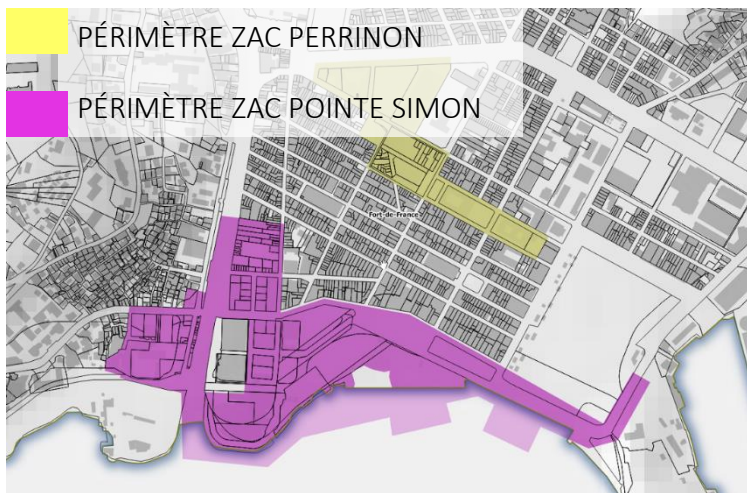 PÉRIMÈTRE ZAC PERRINON
PÉRIMÈTRE ZAC POINTE SIMON
Fort-de-France